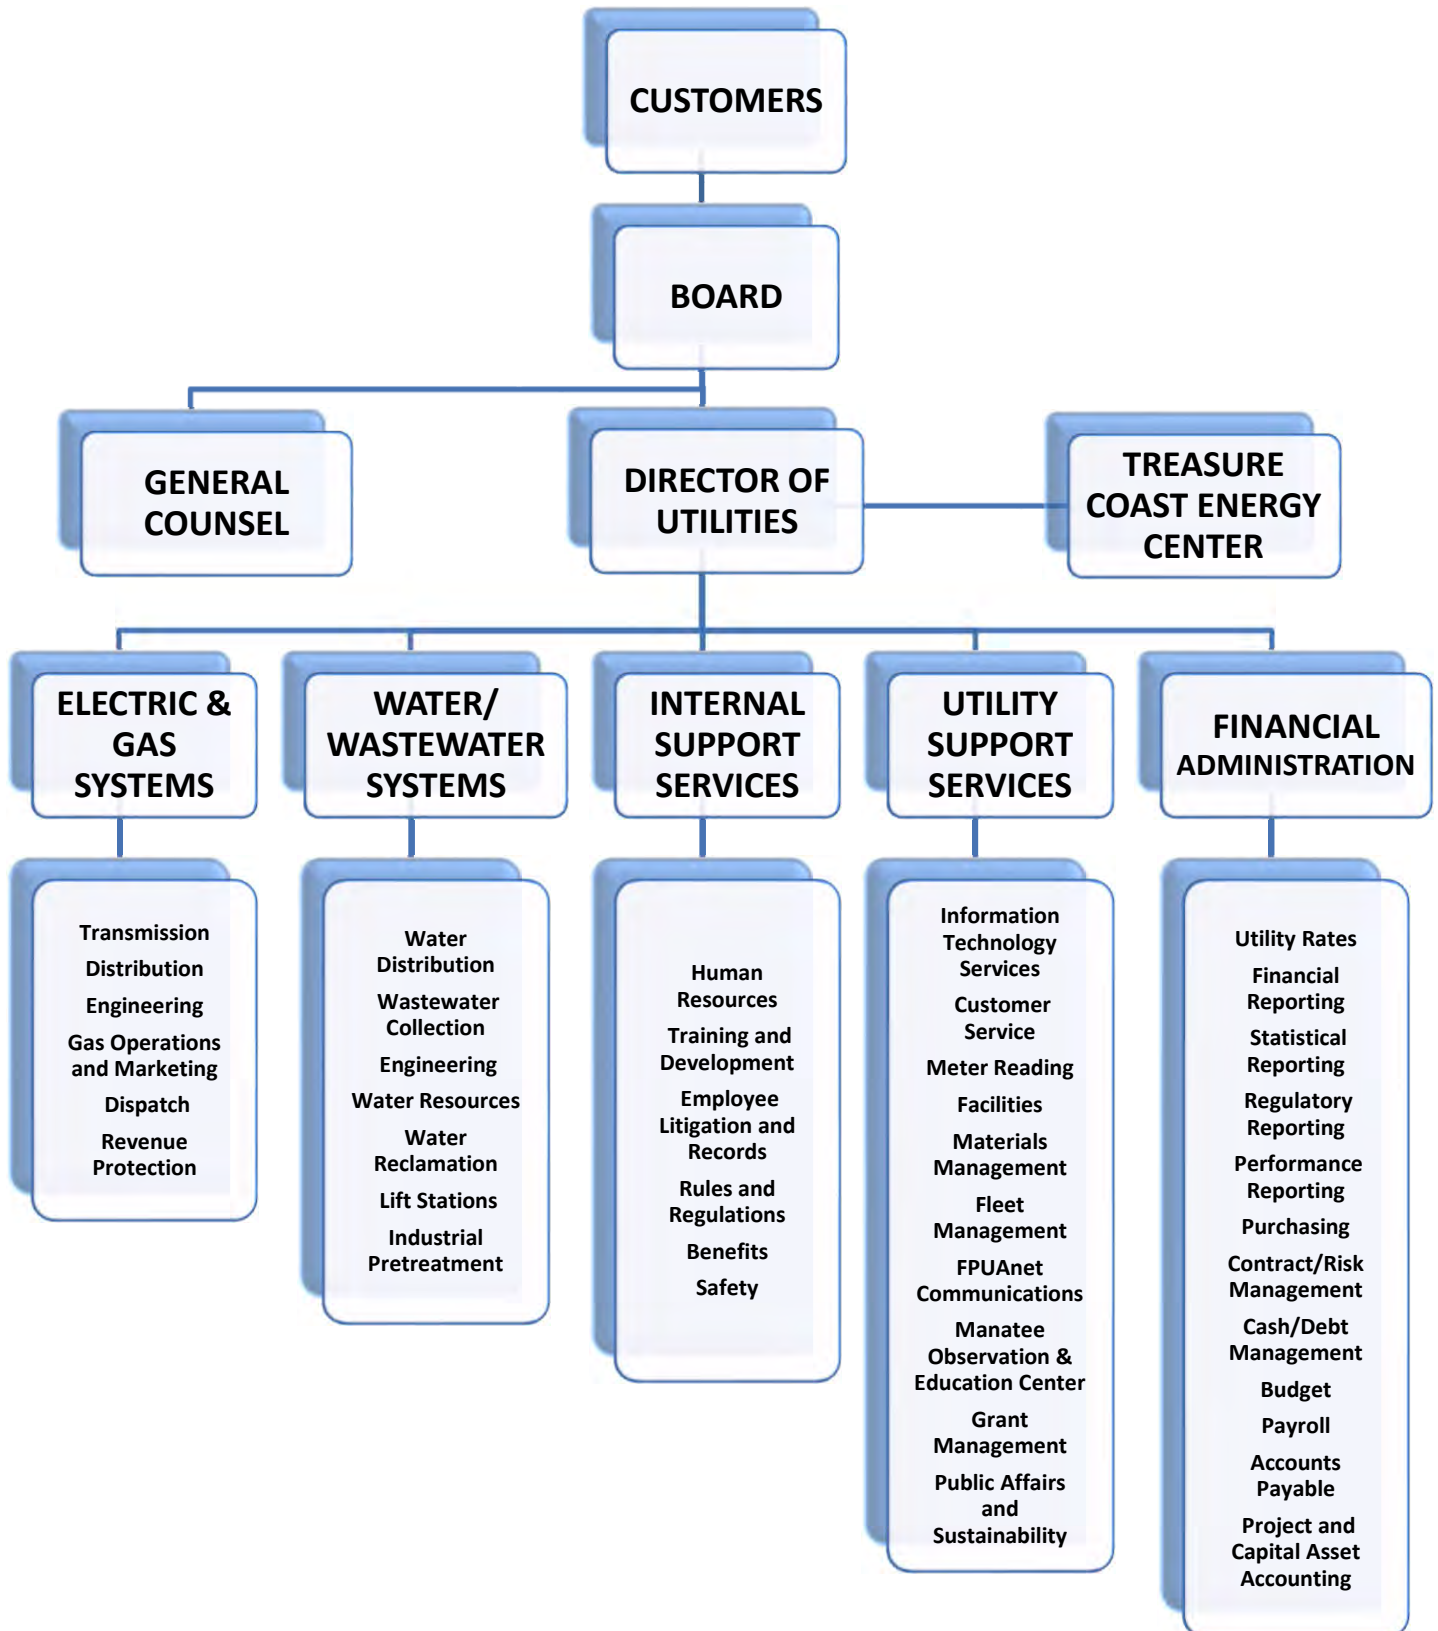 CUSTOMERS
BOARD
GENERAL
COUNSEL
DIRECTOR OF
UTILITIES
TREASURE
COAST ENERGY
CENTER
ELECTRIC &
GAS
SYSTEMS
WATER/
WASTEWATER
SYSTEMS
INTERNAL
SUPPORT
SERVICES
UTILITY
SUPPORT
SERVICES
FINANCIAL
ADMINISTRATION
Transmission
Distribution
Engineering
Gas Operations
and Marketing
Dispatch
Revenue
Protection
Water
Distribution
Wastewater
Collection
Engineering
Water Resources
Water
Reclamation
Lift Stations
Industrial
Pretreatment
Human
Resources
Training and
Development
Employee
Litigation and
Records
Rules and
Regulations
Benefits
Safety
Information
Technology
Services
Customer
Service
Meter Reading
Facilities
Materials
Management
Fleet
Management
FPUAnet
Communications
Manatee
Observation &
Education Center
Grant
Management
Public Affairs
and
Sustainability
Utility Rates
Financial
Reporting
Statistical
Reporting
Regulatory
Reporting
Performance
Reporting
Purchasing
Contract/Risk
Management
Cash/Debt
Management
Budget
Payroll
Accounts
Payable
Project and
Capital Asset
Accounting